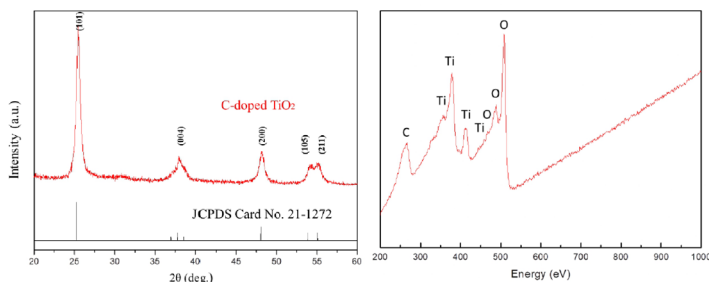 (101)
C-doped TiO₂
(004)
(200)
(105)
(211)
Intensity (a.u.)
JCPDS Card No. 21-1272
20 25 30 35 40 45 50 55 60
2θ (deg.)
O
Ti
O
C
Ti
Ti
Ti
O
200 300 400 500 600 700 800 900 1000
Energy (eV)